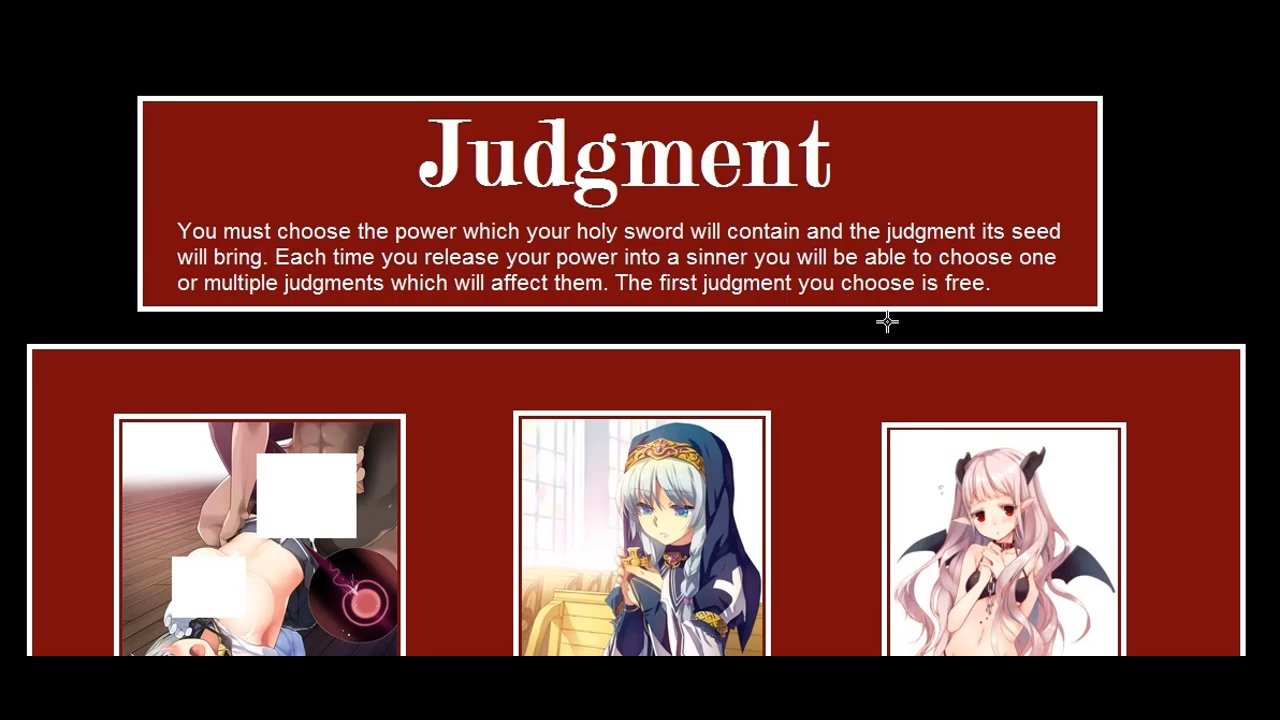 Judgment
You must choose the power which your holy sword will contain and the judgment its seed
will bring. Each time you release your power into a sinner you will be able to choose one
or multiple judgments which will affect them. The first judgment you choose is free.